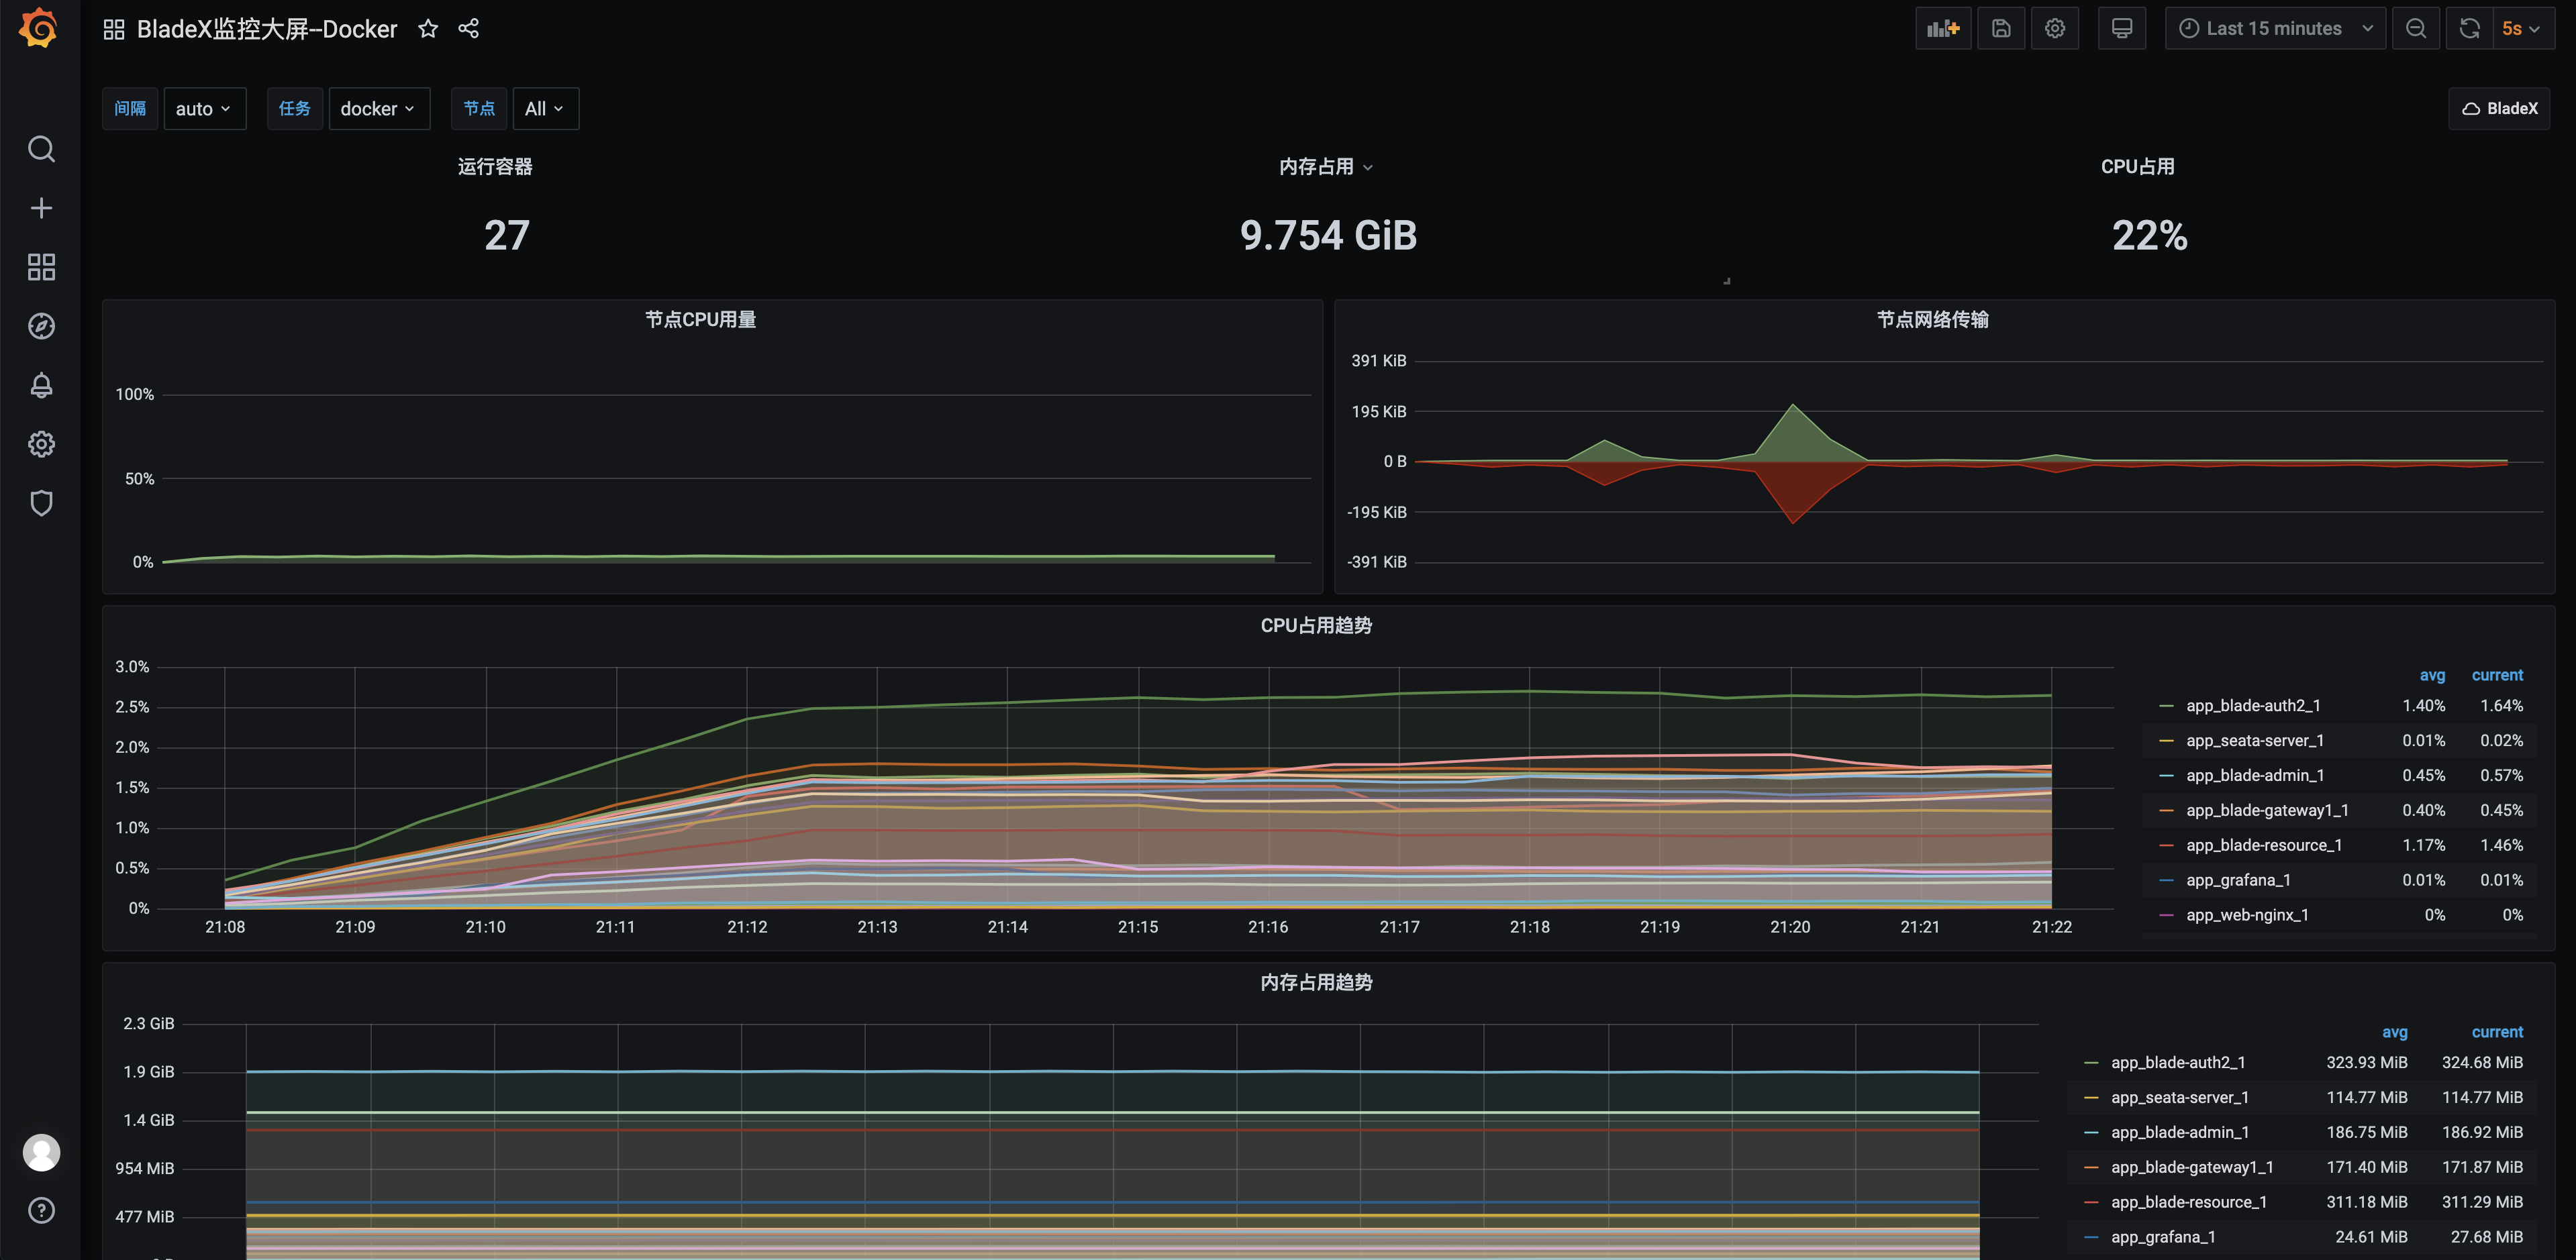 BladeX监控大屏--Docker
Last 15 minutes
5s
间隔 auto 任务 docker 节点 All
BladeX
运行容器
27
内存占用
9.754 GiB
CPU占用
22%
节点CPU用量
100%
50%
0%
节点网络传输
391 KiB
195 KiB
0 B
-195 KiB
-391 KiB
CPU占用趋势
3.0%
2.5%
2.0%
1.5%
1.0%
0.5%
0%
21:08 21:09 21:10 21:11 21:12 21:13 21:14 21:15 21:16 21:17 21:18 21:19 21:20 21:21 21:22
avg current
app_blade-auth2_1 1.40% 1.64%
app_seata-server_1 0.01% 0.02%
app_blade-admin_1 0.45% 0.57%
app_blade-gateway1_1 0.40% 0.45%
app_blade-resource_1 1.17% 1.46%
app_grafana_1 0.01% 0.01%
app_web-nginx_1 0% 0%
内存占用趋势
2.3 GiB
1.9 GiB
1.4 GiB
954 MiB
477 MiB
avg current
app_blade-auth2_1 323.93 MiB 324.68 MiB
app_seata-server_1 114.77 MiB 114.77 MiB
app_blade-admin_1 186.75 MiB 186.92 MiB
app_blade-gateway1_1 171.40 MiB 171.87 MiB
app_blade-resource_1 311.18 MiB 311.29 MiB
app_grafana_1 24.61 MiB 27.68 MiB